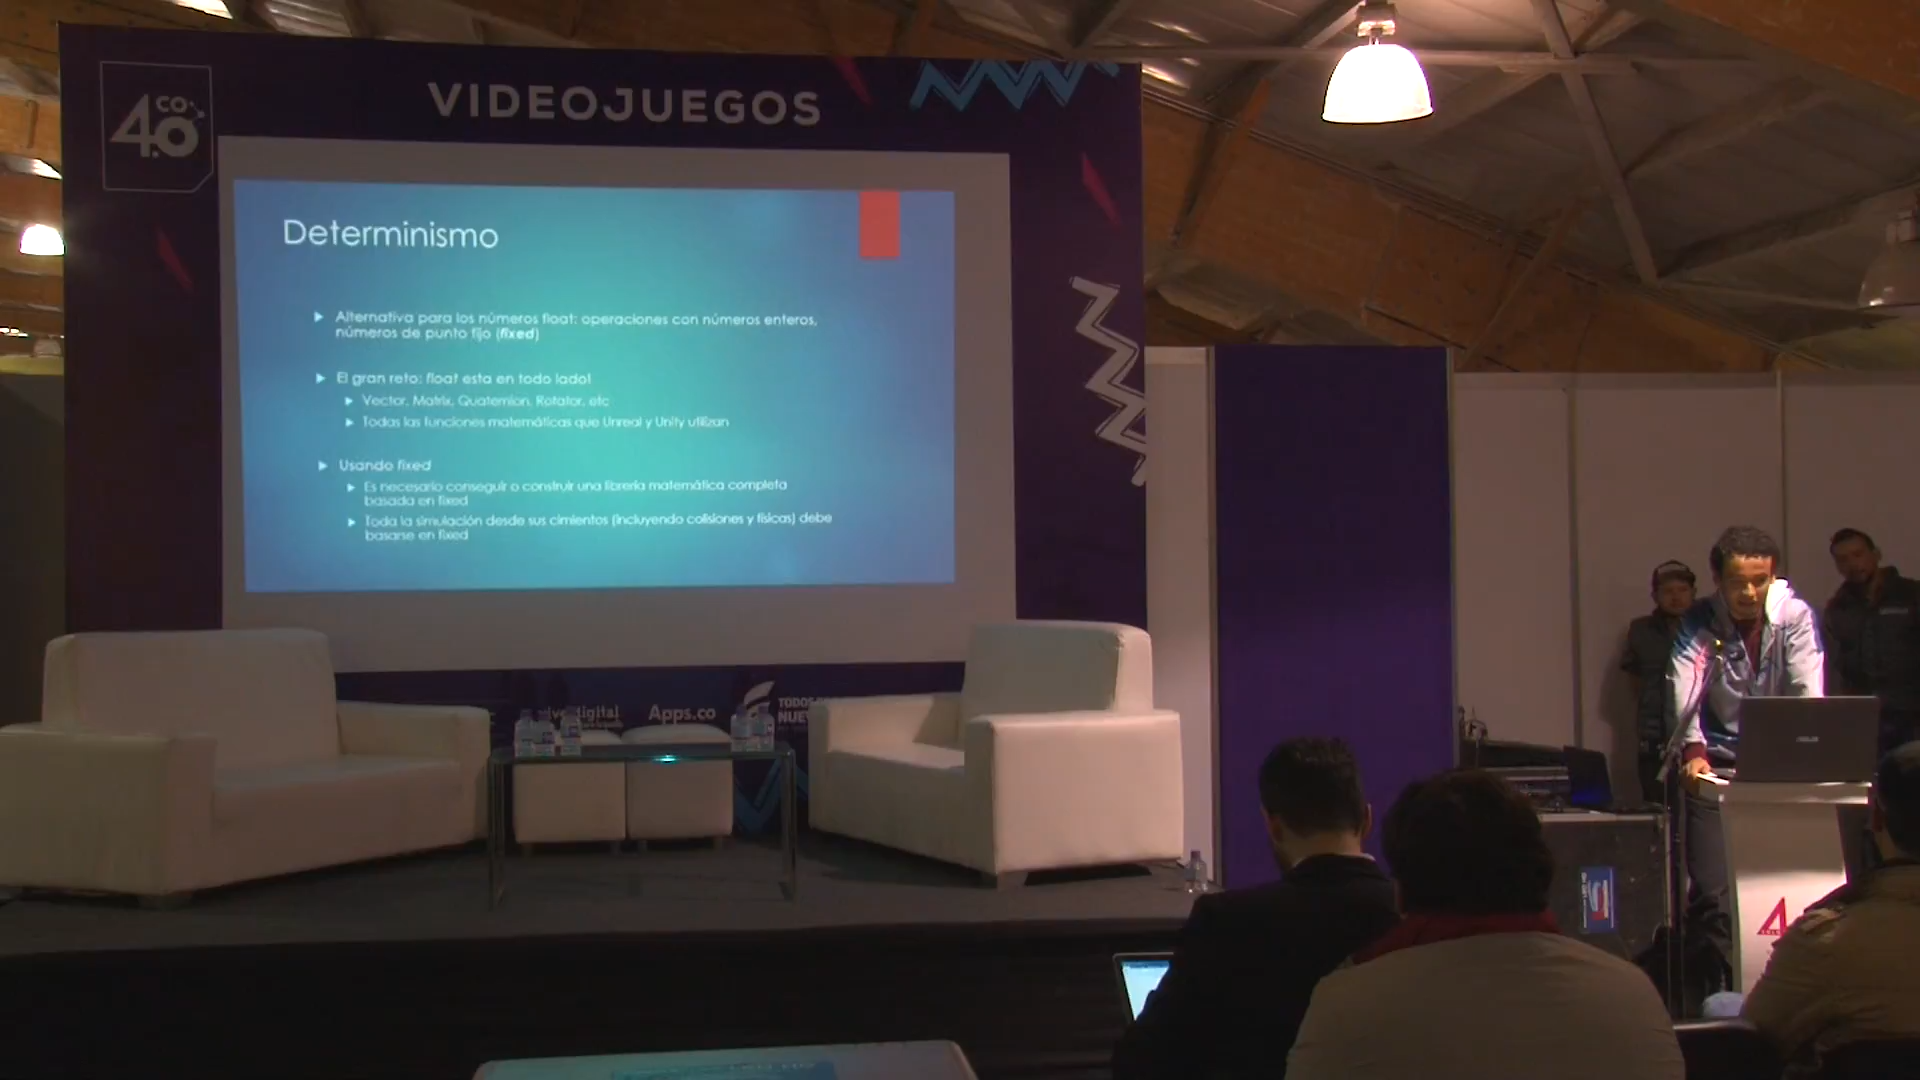 CO
4.0
VIDEOJUEGOS
Determinismo
Alternativa para los números float: operaciones con números enteros,
números de punto fijo (fixed)
El gran reto: float esta en todo lado!
Vector, Matrix, Quaternion, Rotator, etc
Todas las funciones matemáticas que Unreal y Unity utilizan
Usando fixed
Es necesario conseguir o construir una librería matemática completa
basada en fixed
Toda la simulación desde sus cimientos (incluyendo colisiones y físicas) debe
basarse en fixed
digital
Apps.co
TODOS
ASUS